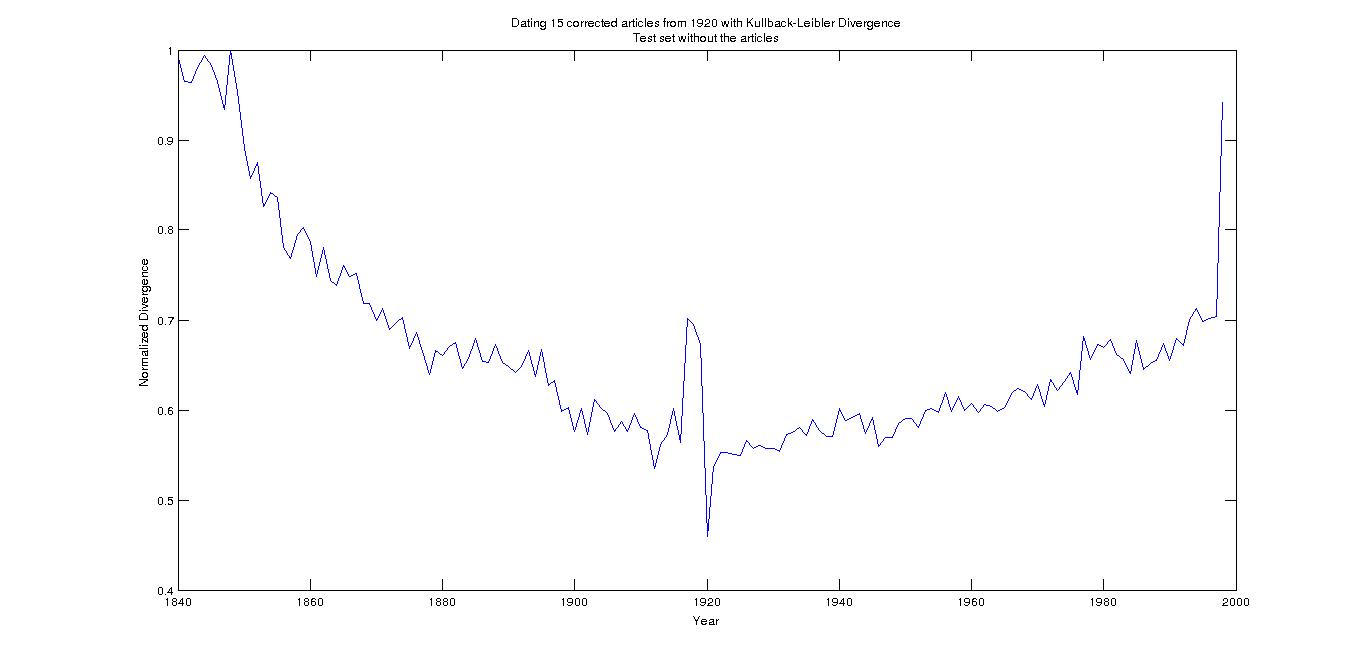 Dating 15 corrected articles from 1920 with Kullback-Leibler Divergence
Test set without the articles
1
0.9
0.8
0.7
0.6
0.5
0.4
Normalized Divergence
1840 1860 1880 1900 1920 1940 1960 1980 2000
Year